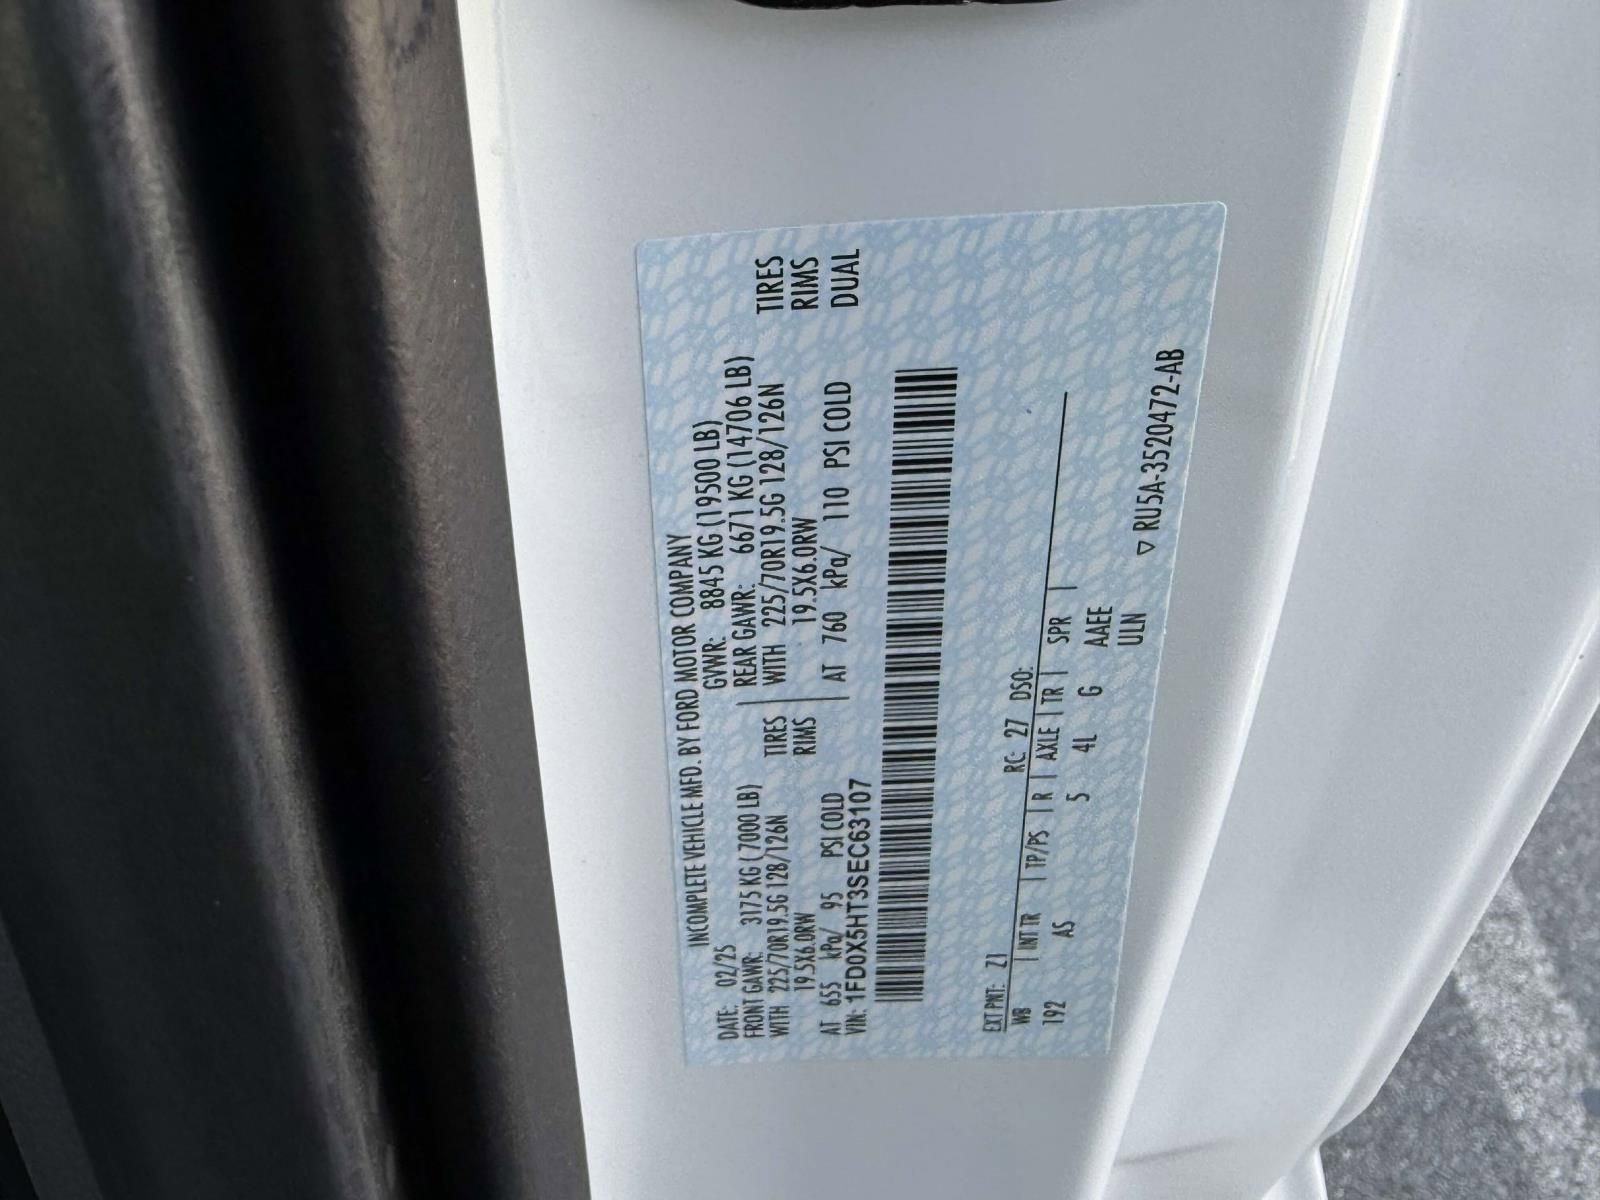 INCOMPLETE VEHICLE MFD. BY FORD MOTOR COMPANY
DATE: 02/25 GVWR: 8845 KG (19500 LB)
FRONT GAWR: 3175 KG (7000 LB) REAR GAWR: 6671 KG (14706 LB)
WITH 225/70R19.5G 128/126N TIRES WITH 225/70R19.5G 128/126N TIRES
19.5X6.0RW RIMS 19.5X6.0RW RIMS
AT 655 kPa/ 95 PSI COLD AT 760 kPa/ 110 PSI COLD DUAL
VIN: 1FD0X5HT3SEC63107
EXT PNT: Z1 RC: 27 DSO:
WB | INT TR | TP/PS | R | AXLE | TR | SPR |
192 AS 5 4L G AAEE
ULN
▽ RU5A-3520472-AB